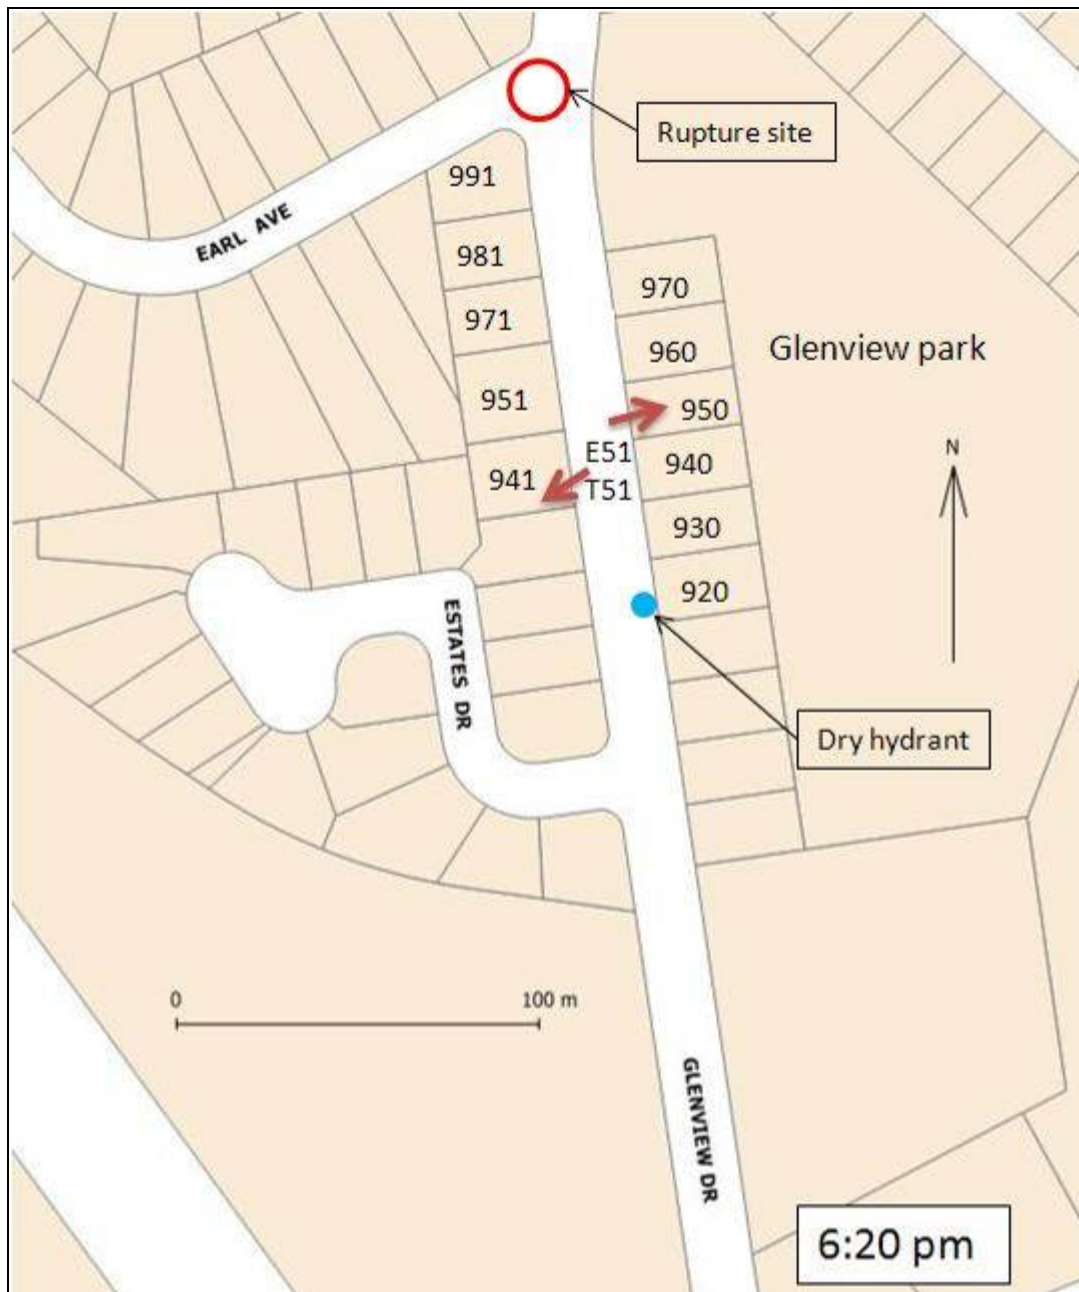 Rupture site
991
EARL AVE
981
970
971
960
Glenview park
951
950
N
E51
940
941
T51
930
920
ESTATES DR
Dry hydrant
0
100 m
GLENVIEW DR
6:20 pm